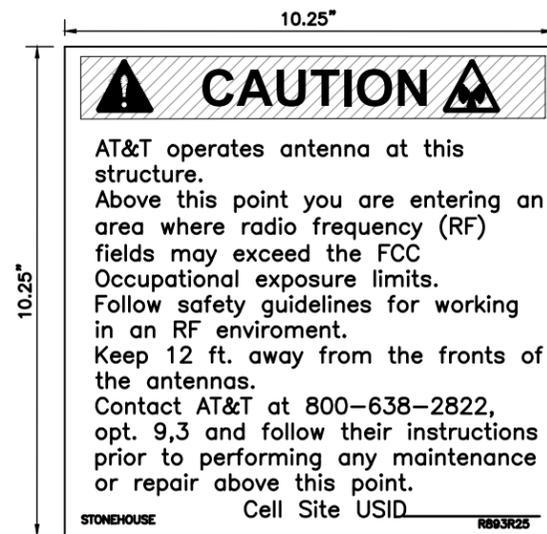 10.25"
10.25"
CAUTION
AT&T operates antenna at this
structure.
Above this point you are entering an
area where radio frequency (RF)
fields may exceed the FCC
Occupational exposure limits.
Follow safety guidelines for working
in an RF enviroment.
Keep 12 ft. away from the fronts of
the antennas.
Contact AT&T at 800-638-2822,
opt. 9,3 and follow their instructions
prior to performing any maintenance
or repair above this point.
Cell Site USID
STONEHOUSE R893R25